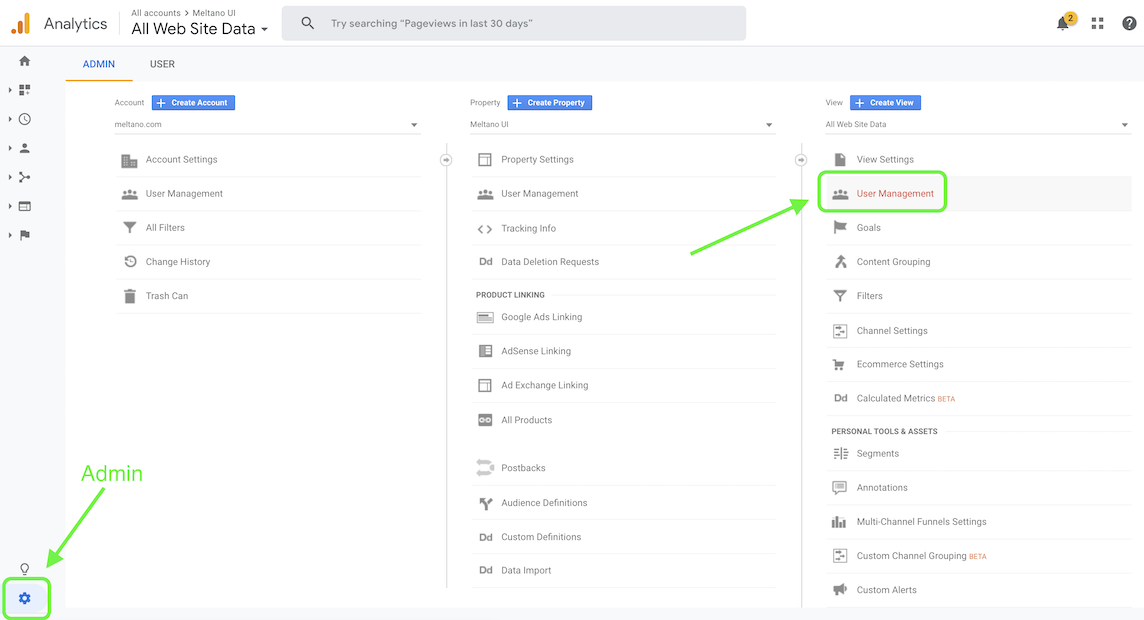 All accounts > Meltano UI
Analytics
All Web Site Data
Try searching “Pageviews in last 30 days”
2
ADMIN
USER
Account
Create Account
meltano.com
Account Settings
User Management
All Filters
Change History
Trash Can
Property
Create Property
Meltano UI
Property Settings
User Management
Tracking Info
Dd Data Deletion Requests
PRODUCT LINKING
Google Ads Linking
AdSense Linking
Ad Exchange Linking
All Products
Postbacks
Audience Definitions
Dd Custom Definitions
Dd Data Import
View
Create View
All Web Site Data
View Settings
User Management
Goals
Content Grouping
Filters
Channel Settings
Ecommerce Settings
Dd Calculated Metrics BETA
PERSONAL TOOLS & ASSETS
Segments
Annotations
Multi-Channel Funnels Settings
Custom Channel Grouping BETA
Custom Alerts
Admin